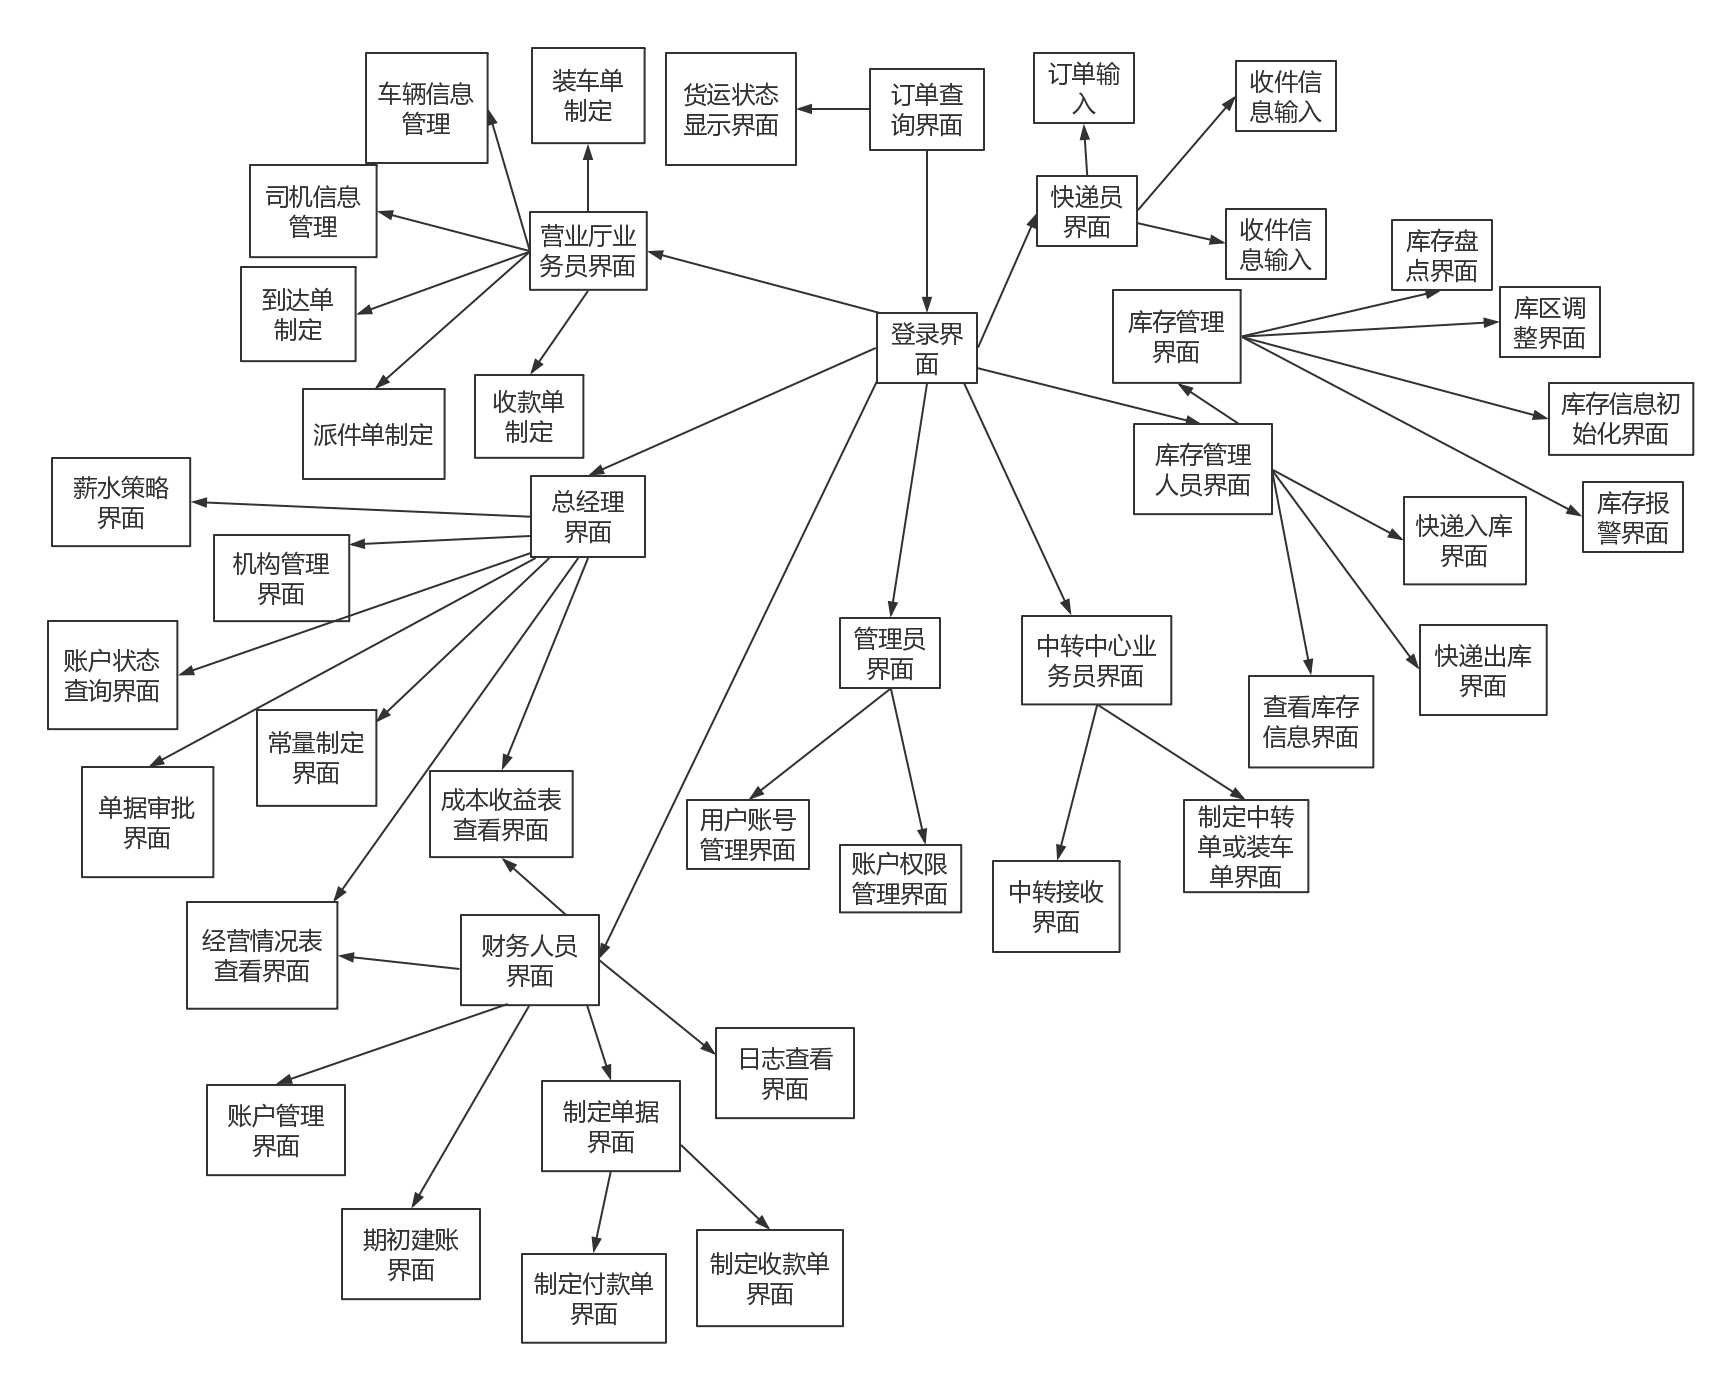 车辆信息
管理
装车单
制定
货运状态
显示界面
订单查
询界面
订单输
入
收件信
息输入
司机信息
管理
营业厅业
务员界面
快递员
界面
收件信
息输入
库存盘
点界面
到达单
制定
登录界
面
库存管理
界面
库区调
整界面
派件单制定
收款单
制定
库存信息初
始化界面
薪水策略
界面
总经理
界面
库存管理
人员界面
快递入库
界面
库存报
警界面
机构管理
界面
账户状态
查询界面
管理员
界面
中转中心业
务员界面
快递出库
界面
查看库存
信息界面
常量制定
界面
单据审批
界面
成本收益表
查看界面
用户账号
管理界面
账户权限
管理界面
制定中转
单或装车
单界面
中转接收
界面
经营情况表
查看界面
财务人员
界面
日志查看
界面
账户管理
界面
制定单据
界面
期初建账
界面
制定付款单
界面
制定收款单
界面